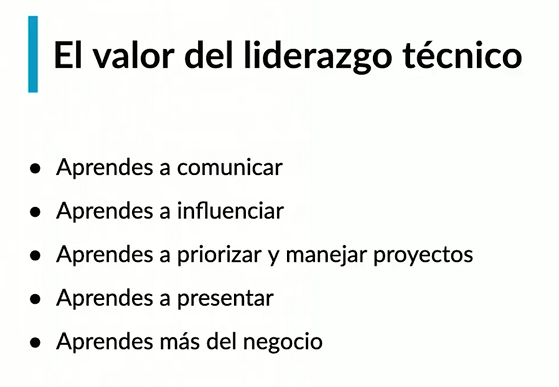 El valor del liderazgo técnico
● Aprendes a comunicar
● Aprendes a influenciar
● Aprendes a priorizar y manejar proyectos
● Aprendes a presentar
● Aprendes más del negocio